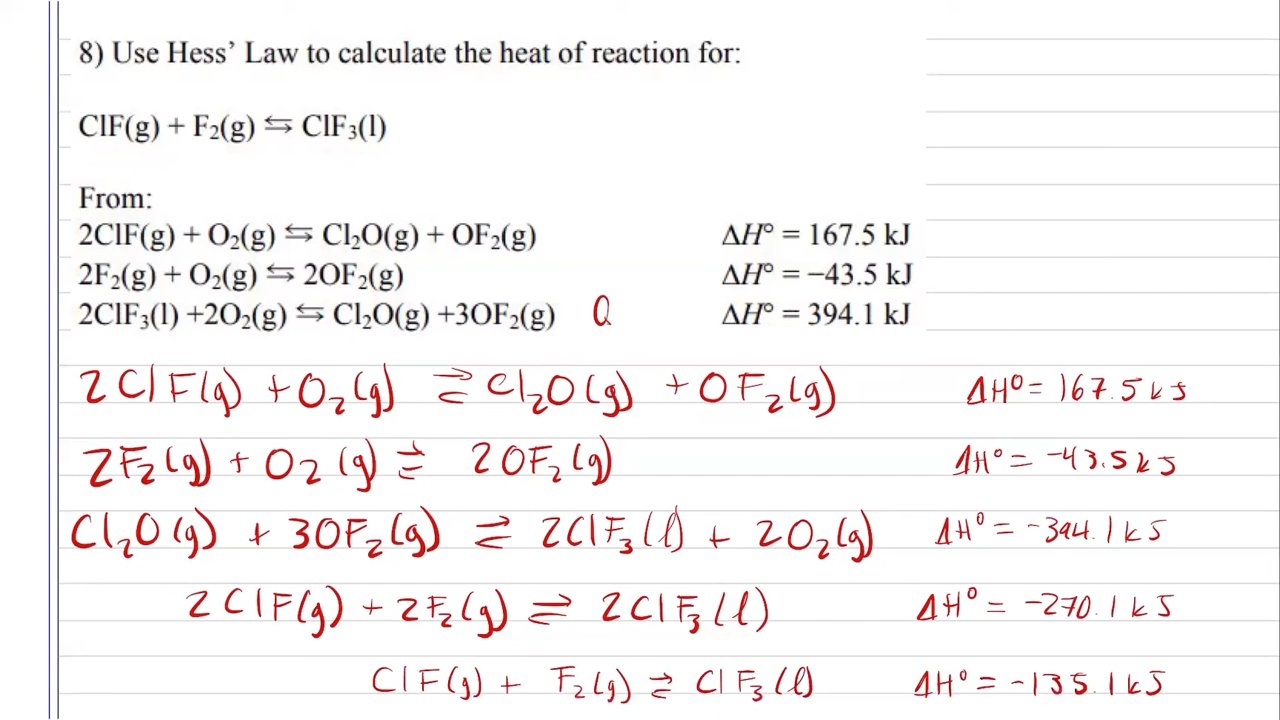 8) Use Hess' Law to calculate the heat of reaction for:
ClF(g) + F₂(g) ⇆ ClF₃(l)
From:
2ClF(g) + O₂(g) ⇆ Cl₂O(g) + OF₂(g) ΔH° = 167.5 kJ
2F₂(g) + O₂(g) ⇆ 2OF₂(g) ΔH° = −43.5 kJ
2ClF₃(l) +2O₂(g) ⇆ Cl₂O(g) +3OF₂(g) Q ΔH° = 394.1 kJ
2ClF(g) + O₂(g) ⇌ Cl₂O(g) + OF₂(g) ΔH° = 167.5 kJ
2F₂(g) + O₂(g) ⇌ 2OF₂(g) ΔH° = -43.5 kJ
Cl₂O(g) + 3OF₂(g) ⇌ 2ClF₃(l) + 2O₂(g) ΔH° = -394.1 kJ
2ClF(g) + 2F₂(g) ⇌ 2ClF₃(l) ΔH° = -270.1 kJ
ClF(g) + F₂(g) ⇌ ClF₃(l) ΔH° = -135.1 kJ